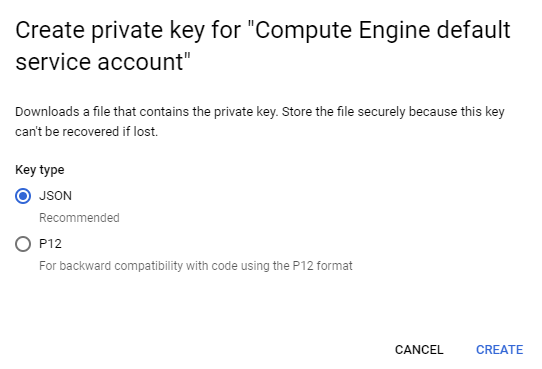 Create private key for "Compute Engine default
service account"
Downloads a file that contains the private key. Store the file securely because this key
can't be recovered if lost.
Key type
JSON
Recommended
P12
For backward compatibility with code using the P12 format
CANCEL CREATE